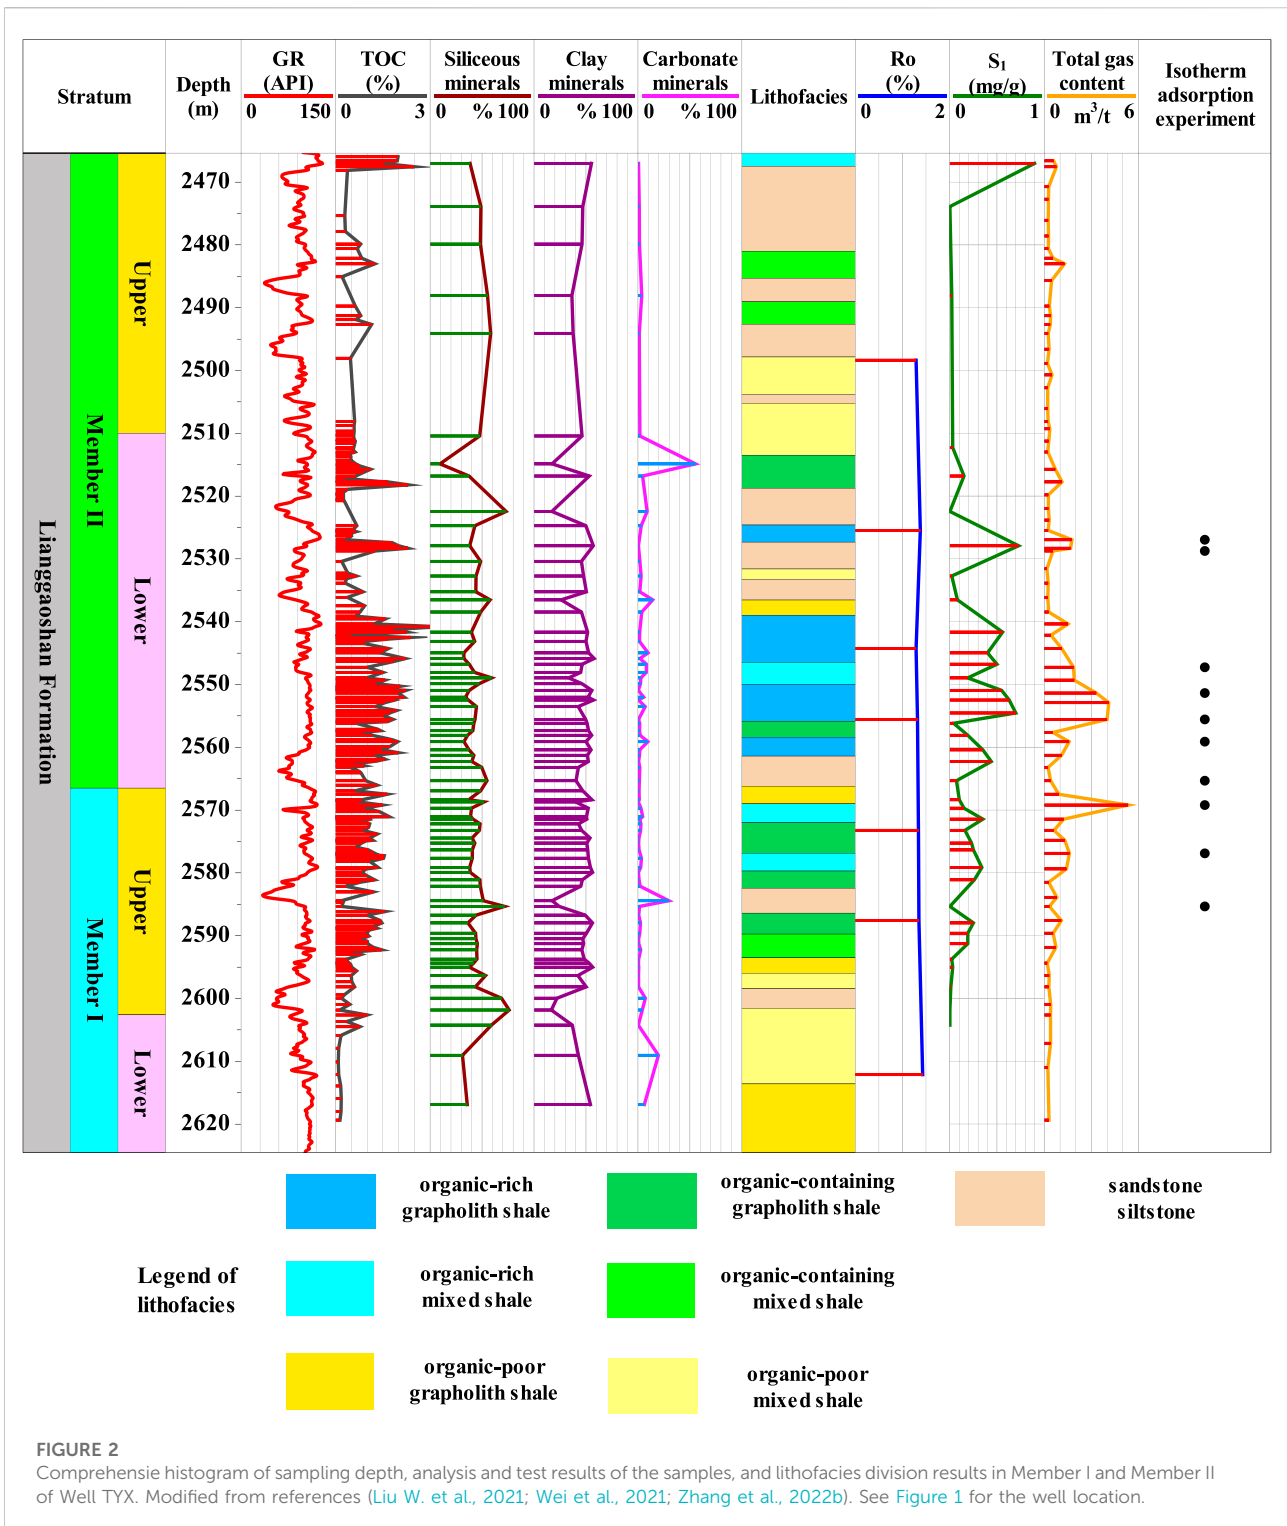 Stratum
Depth
(m)
GR
(API)
0 150
TOC
(%)
0 3
Siliceous
minerals
0 % 100
Clay
minerals
0 % 100
Carbonate
minerals
0 % 100
Lithofacies
Ro
(%)
0 2
S1
(mg/g)
0 1
Total gas
content
0 m3/t 6
Isotherm
adsorption
experiment
Lianggaoshan Formation
Member II
Member I
Upper
Lower
Upper
Lower
2470
2480
2490
2500
2510
2520
2530
2540
2550
2560
2570
2580
2590
2600
2610
2620
Legend of
lithofacies
organic-rich
grapholith shale
organic-containing
grapholith shale
sandstone
siltstone
organic-rich
mixed shale
organic-containing
mixed shale
organic-poor
grapholith shale
organic-poor
mixed shale
FIGURE 2
Comprehensie histogram of sampling depth, analysis and test results of the samples, and lithofacies division results in Member I and Member II
of Well TYX. Modified from references (Liu W. et al., 2021; Wei et al., 2021; Zhang et al., 2022b). See Figure 1 for the well location.